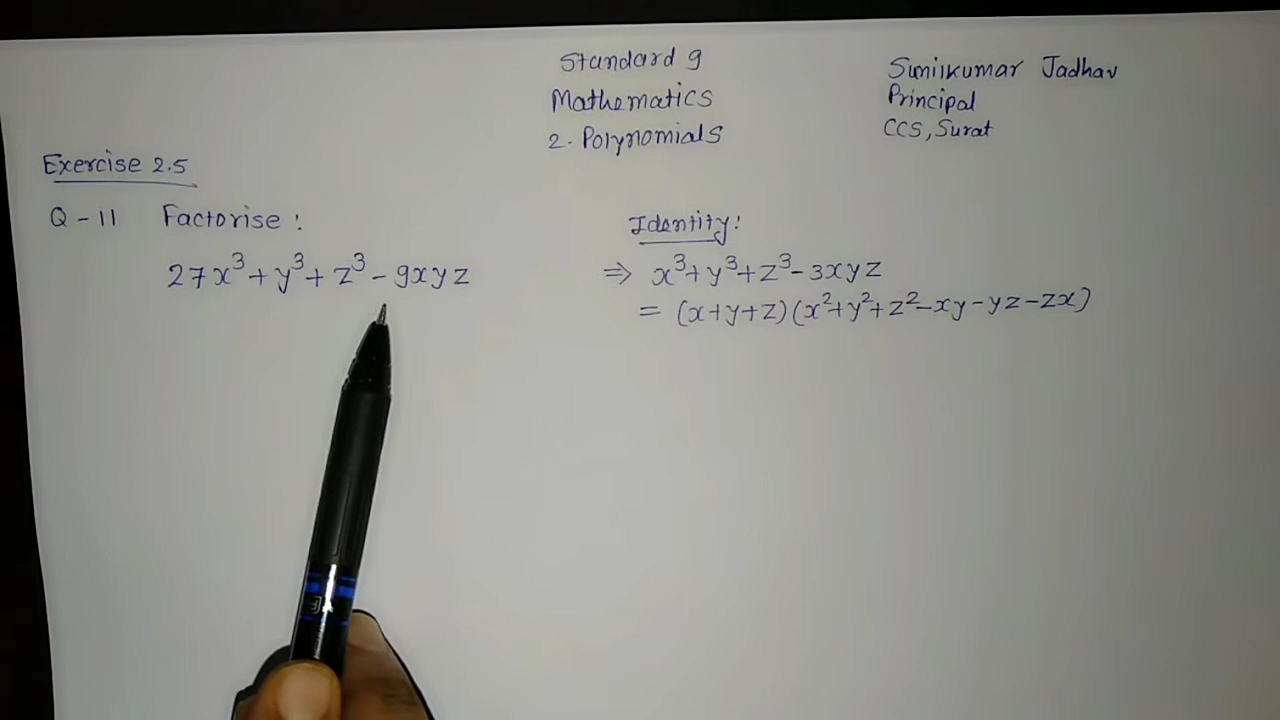 Standard 9
Mathematics
2. Polynomials
Sunilkumar Jadhav
Principal
CCS, Surat
Exercise 2.5
Q - 11 Factorise :
27x³ + y³ + z³ - 9xyz
Identity:
⇒ x³ + y³ + z³ - 3xyz
= (x+y+z)(x²+y²+z²-xy-yz-zx)